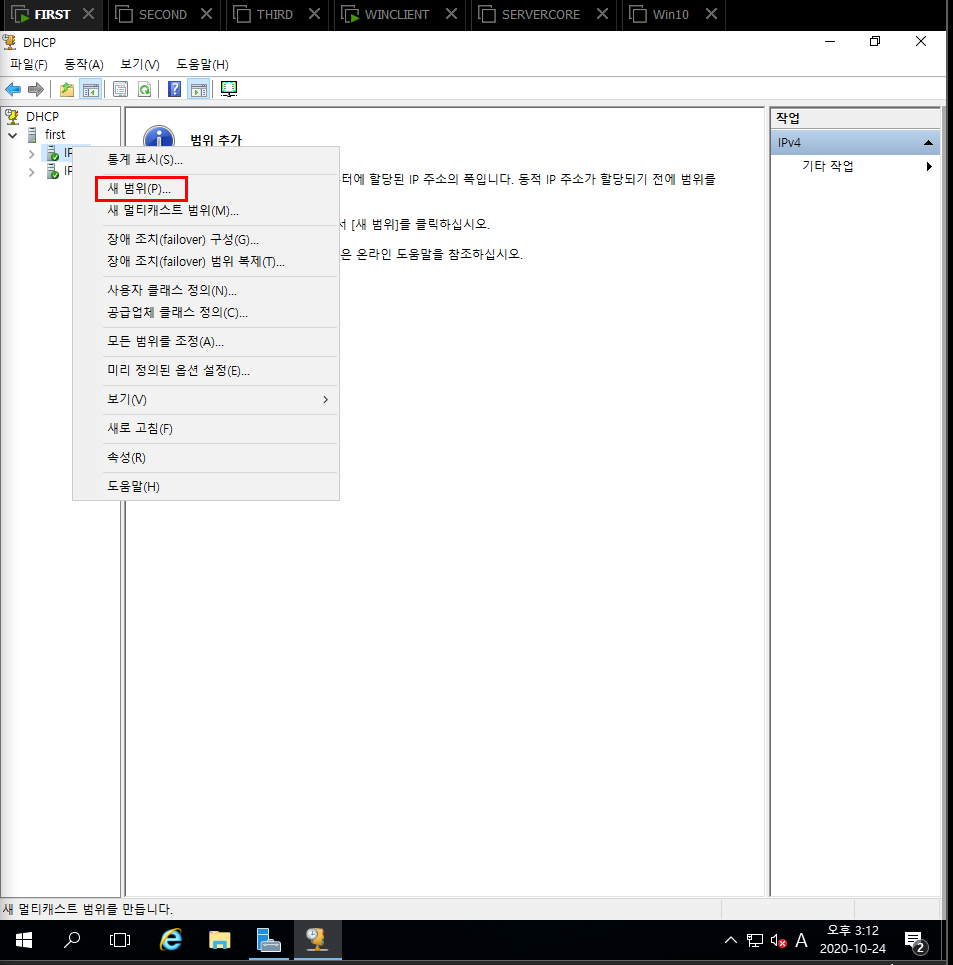 FIRST
SECOND
THIRD
WINCLIENT
SERVERCORE
Win10
DHCP
파일(F) 동작(A) 보기(V) 도움말(H)
DHCP
first
IP
IP
통계 표시(S)...
새 범위(P)...
새 멀티캐스트 범위(M)...
장애 조치(failover) 구성(G)...
장애 조치(failover) 범위 복제(T)...
사용자 클래스 정의(N)...
공급업체 클래스 정의(C)...
모든 범위를 조정(A)...
미리 정의된 옵션 설정(E)...
보기(V)
새로 고침(F)
속성(R)
도움말(H)
범위 추가
터에 할당된 IP 주소의 폭입니다. 동적 IP 주소가 할당되기 전에 범위를
서 [새 범위]를 클릭하십시오.
은 온라인 도움말을 참조하십시오.
작업
IPv4
기타 작업
새 멀티캐스트 범위를 만듭니다.
A
오후 3:12
2020-10-24
2